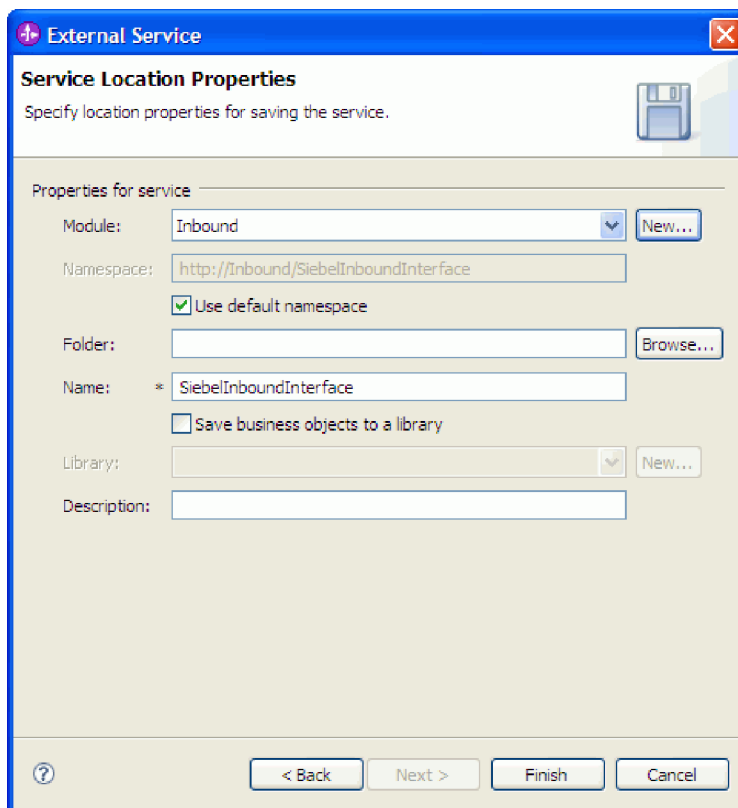 External Service
Service Location Properties
Specify location properties for saving the service.
Properties for service
Module: Inbound New...
Namespace: http://Inbound/SiebelInboundInterface
Use default namespace
Folder: Browse...
Name: * SiebelInboundInterface
Save business objects to a library
Library: New...
Description:
? < Back Next > Finish Cancel